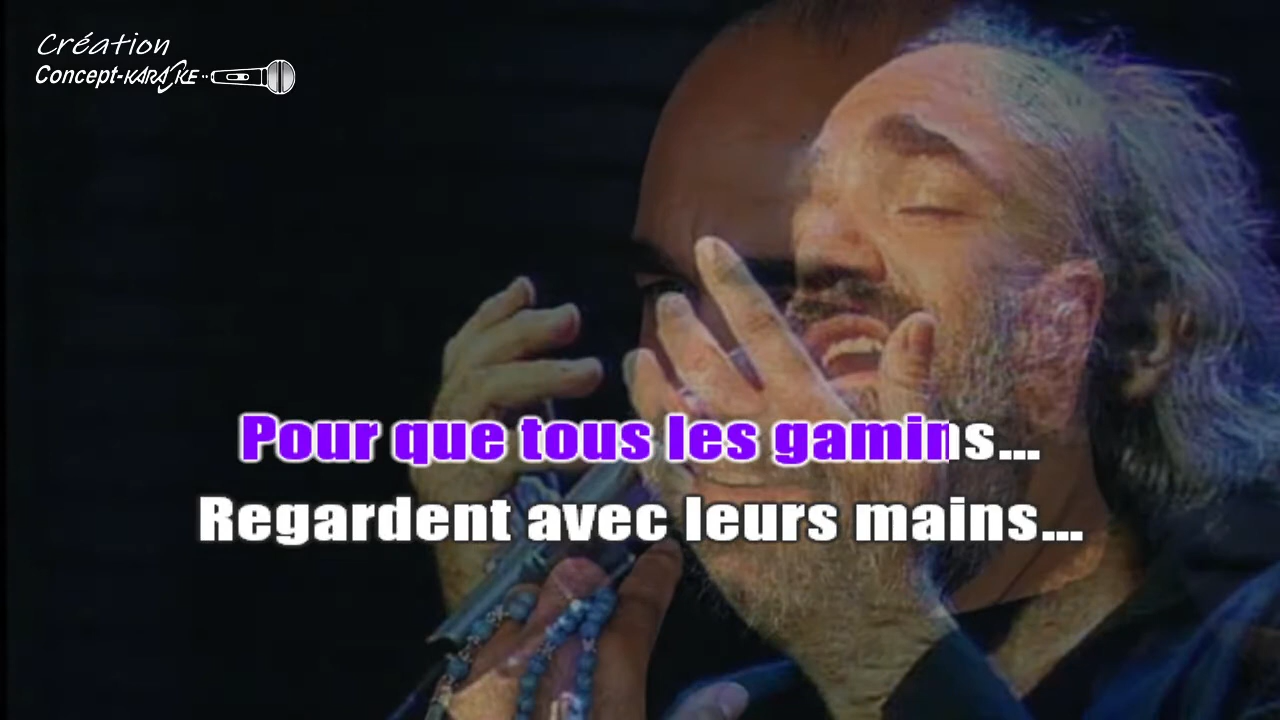 Création
Concept-KARAOKE
Pour que tous les gamins...
Regardent avec leurs mains...